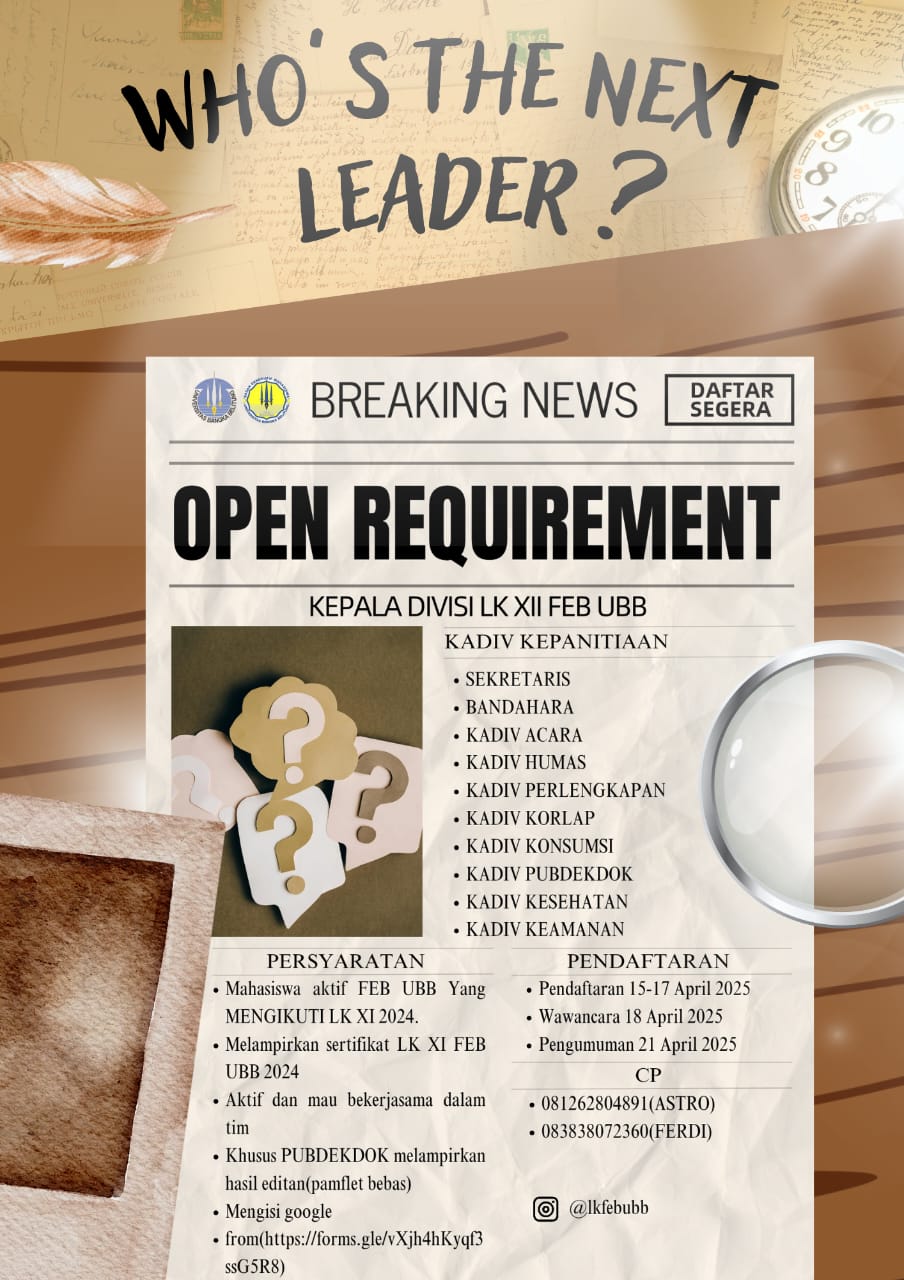 WHO'S THE NEXT
LEADER ?
BREAKING NEWS
DAFTAR
SEGERA
OPEN REQUIREMENT
KEPALA DIVISI LK XII FEB UBB
KADIV KEPANITIAAN
• SEKRETARIS
• BANDAHARA
• KADIV ACARA
• KADIV HUMAS
• KADIV PERLENGKAPAN
• KADIV KORLAP
• KADIV KONSUMSI
• KADIV PUBDEKDOK
• KADIV KESEHATAN
• KADIV KEAMANAN
PERSYARATAN
• Mahasiswa aktif FEB UBB Yang
MENGIKUTI LK XI 2024.
• Melampirkan sertifikat LK XI FEB
UBB 2024
• Aktif dan mau bekerjasama dalam
tim
• Khusus PUBDEKDOK melampirkan
hasil editan(pamflet bebas)
• Mengisi google
• from(https://forms.gle/vXjh4hKyqf3
ssG5R8)
PENDAFTARAN
• Pendaftaran 15-17 April 2025
• Wawancara 18 April 2025
• Pengumuman 21 April 2025
CP
• 081262804891(ASTRO)
• 083838072360(FERDI)
@lkfebubb